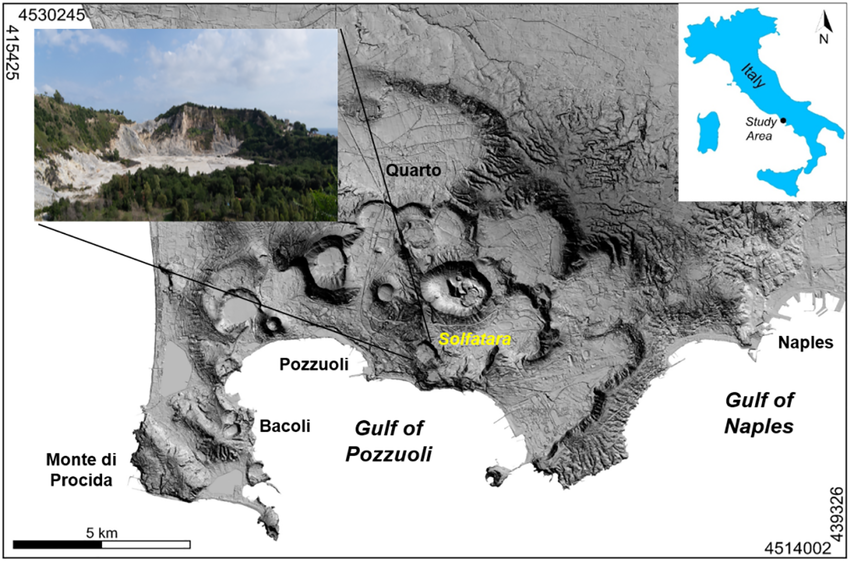 4530245
415425
N
Italy
Study
Area
Quarto
Solfatara
Naples
Pozzuoli
Gulf of
Pozzuoli
Gulf of
Naples
Bacoli
Monte di
Procida
5 km
439326
4514002